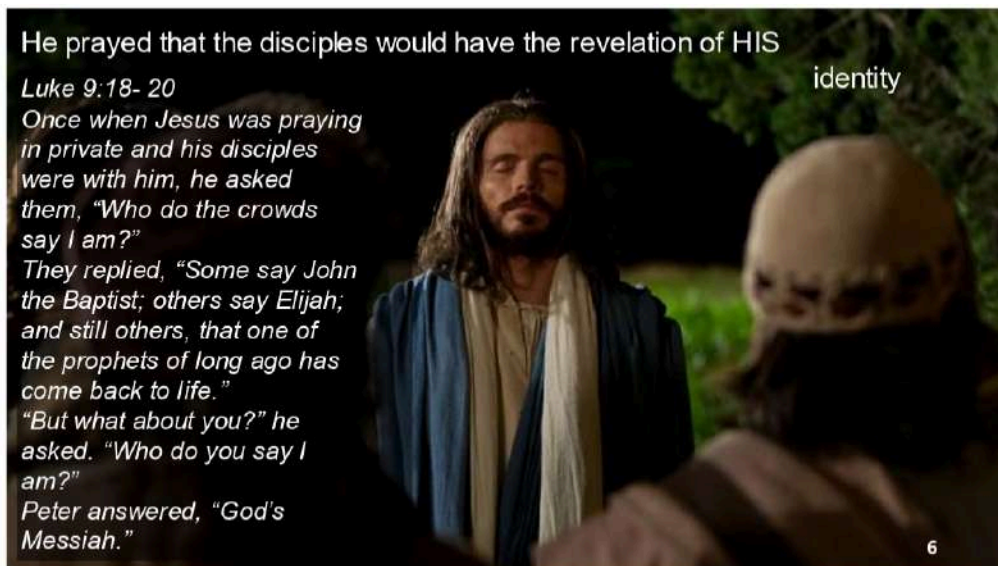 He prayed that the disciples would have the revelation of HIS
identity
Luke 9:18- 20
Once when Jesus was praying
in private and his disciples
were with him, he asked
them, “Who do the crowds
say I am?”
They replied, “Some say John
the Baptist; others say Elijah;
and still others, that one of
the prophets of long ago has
come back to life.”
“But what about you?” he
asked. “Who do you say I
am?”
Peter answered, “God’s
Messiah.”
6